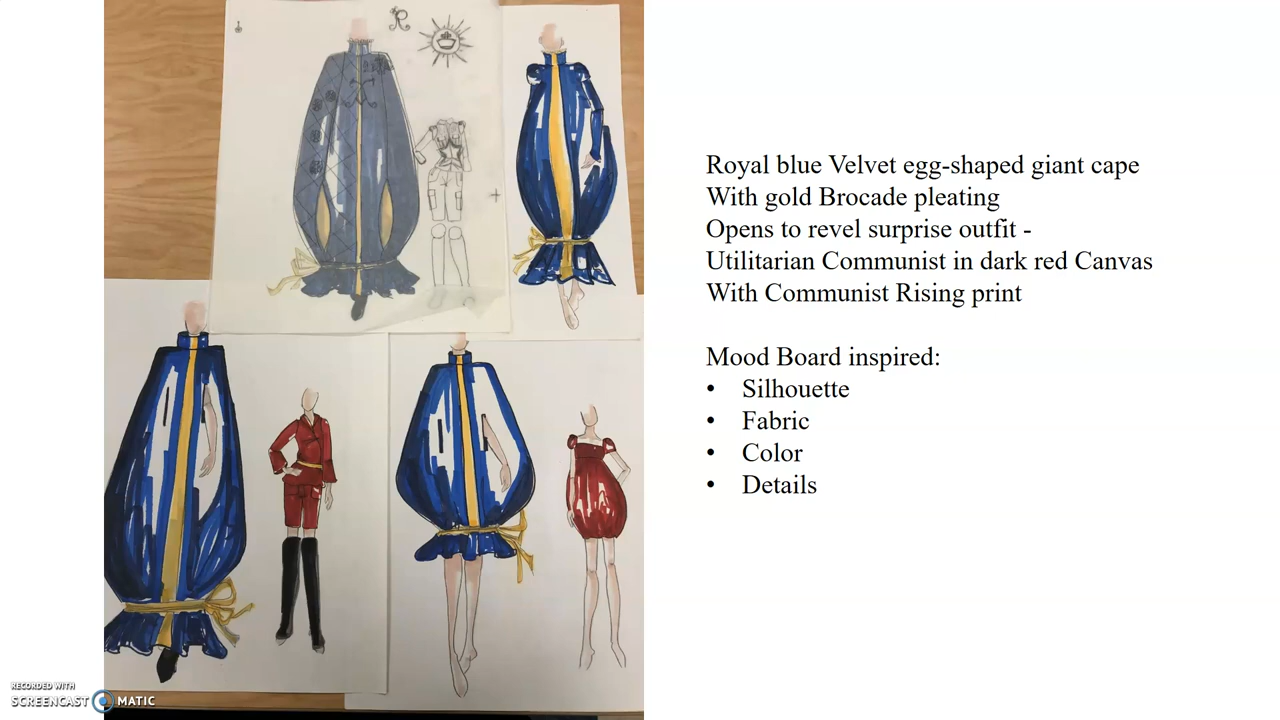 Royal blue Velvet egg-shaped giant cape
With gold Brocade pleating
Opens to revel surprise outfit -
Utilitarian Communist in dark red Canvas
With Communist Rising print
Mood Board inspired:
• Silhouette
• Fabric
• Color
• Details
RECORDED WITH
SCREENCAST MATIC